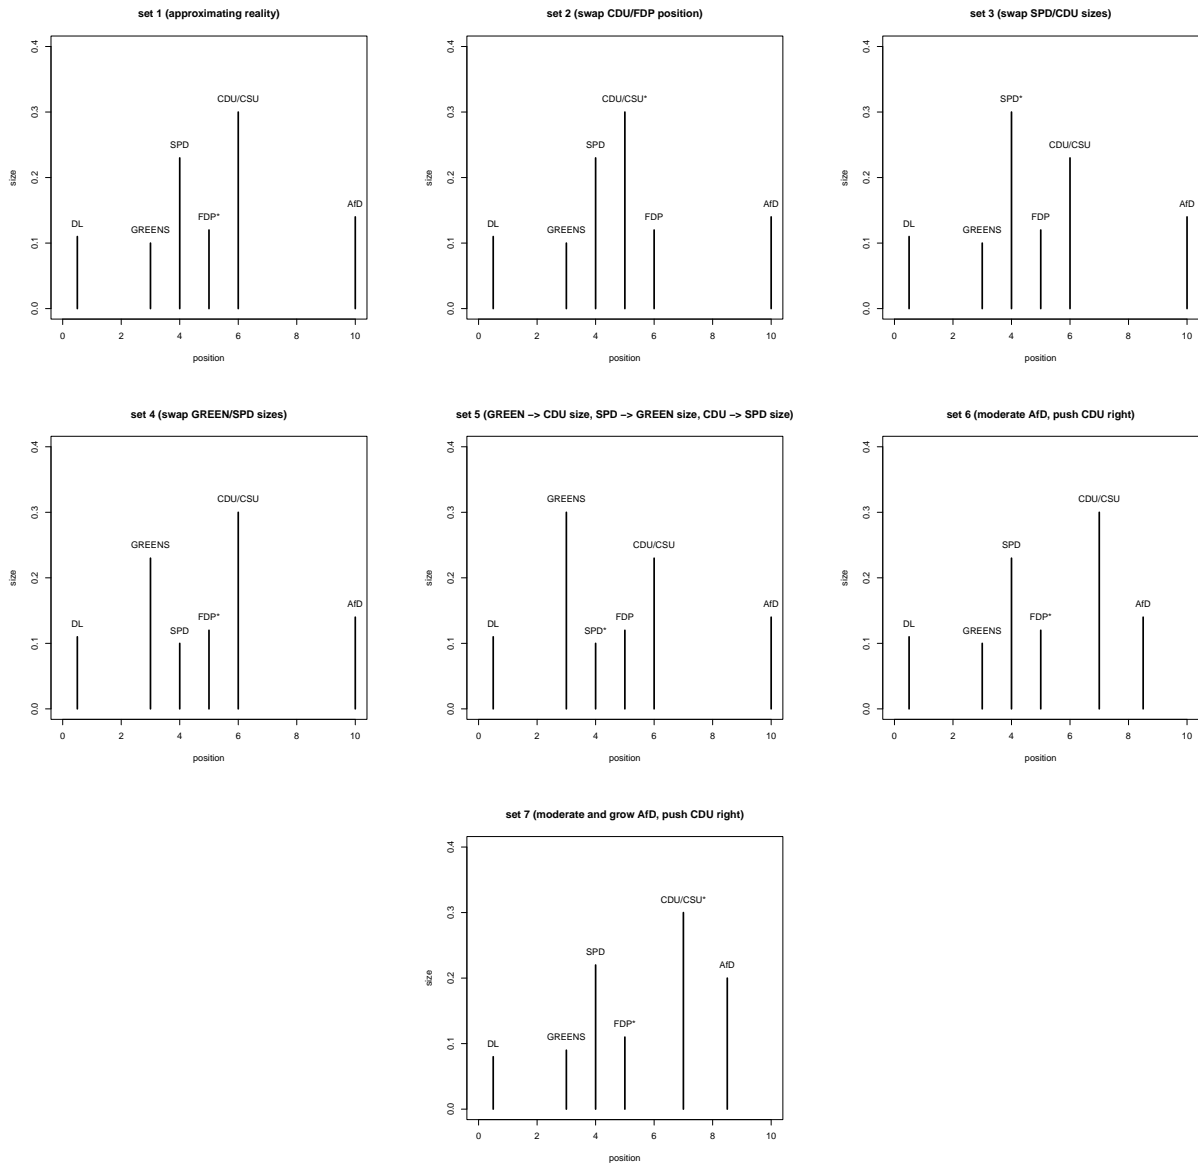 set 1 (approximating reality)
0.4
0.3
0.2
0.1
0.0
size
CDU/CSU
SPD
FDP*
AfD
DL
GREENS
0 2 4 6 8 10
position
set 2 (swap CDU/FDP position)
0.4
0.3
0.2
0.1
0.0
size
CDU/CSU*
SPD
AfD
DL
GREENS
FDP
0 2 4 6 8 10
position
set 3 (swap SPD/CDU sizes)
0.4
0.3
0.2
0.1
0.0
size
SPD*
CDU/CSU
AfD
DL
GREENS
FDP
0 2 4 6 8 10
position
set 4 (swap GREEN/SPD sizes)
0.4
0.3
0.2
0.1
0.0
size
CDU/CSU
GREENS
AfD
FDP*
DL
SPD
0 2 4 6 8 10
position
set 5 (GREEN −> CDU size, SPD −> GREEN size, CDU −> SPD size)
0.4
0.3
0.2
0.1
0.0
size
GREENS
CDU/CSU
AfD
FDP
DL
SPD*
0 2 4 6 8 10
position
set 6 (moderate AfD, push CDU right)
0.4
0.3
0.2
0.1
0.0
size
CDU/CSU
SPD
AfD
FDP*
DL
GREENS
0 2 4 6 8 10
position
set 7 (moderate and grow AfD, push CDU right)
0.4
0.3
0.2
0.1
0.0
size
CDU/CSU*
SPD
AfD
FDP*
GREENS
DL
0 2 4 6 8 10
position